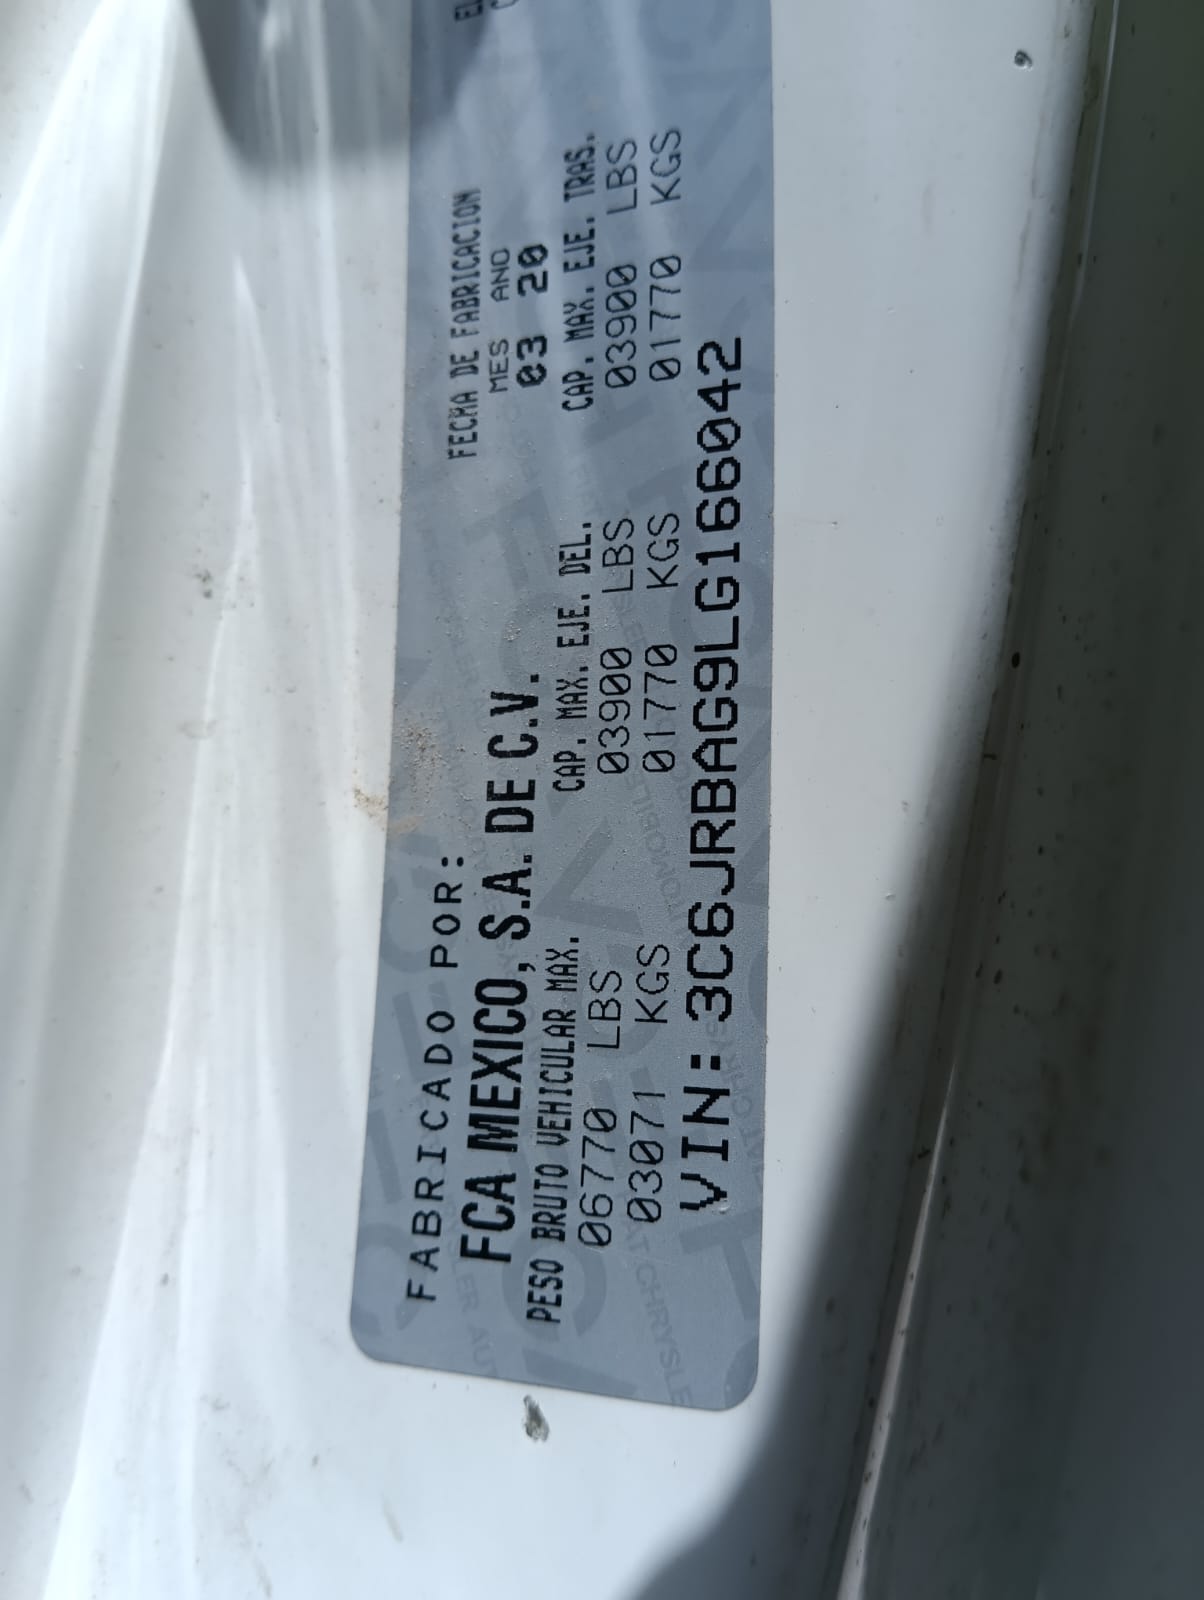 FABRICADO POR:
FCA MEXICO, S.A. DE C.V.
FECHA DE FABRICACION
MES ANO
03 20
PESO BRUTO VEHICULAR MAX.
06770 LBS
03071 KGS
CAP. MAX. EJE. DEL.
03900 LBS
01770 KGS
CAP. MAX. EJE. TRAS.
03900 LBS
01770 KGS
VIN: 3C6JRBAG9LG166042